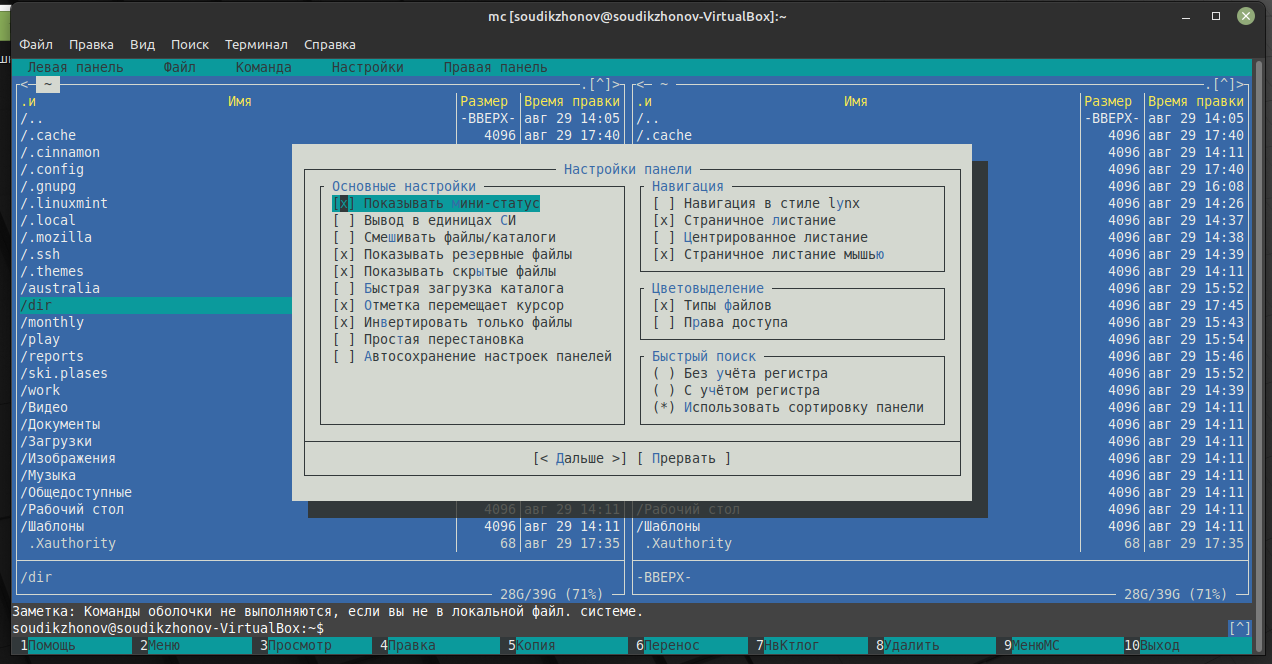 mc [soudikzhonov@soudikzhonov-VirtualBox]:~
Файл Правка Вид Поиск Терминал Справка
Левая панель Файл Команда Настройки Правая панель
<─ ~ .[^]> <─ ~ .[^]>
.и Имя Размер Время правки .и Имя Размер Время правки
/.. -ВВЕРХ- авг 29 14:05 /.. -ВВЕРХ- авг 29 14:05
/.cache 4096 авг 29 17:40 /.cache 4096 авг 29 17:40
/.cinnamon 4096 авг 29 14:11
/.config Настройки панели 4096 авг 29 17:40
/.gnupg Основные настройки Навигация 4096 авг 29 16:08
/.linuxmint [x] Показывать мини-статус [ ] Навигация в стиле lynx 4096 авг 29 14:26
/.local [ ] Вывод в единицах СИ [x] Страничное листание 4096 авг 29 14:37
/.mozilla [ ] Смешивать файлы/каталоги [ ] Центрированное листание 4096 авг 29 14:38
/.ssh [x] Показывать резервные файлы [x] Страничное листание мышью 4096 авг 29 14:39
/.themes [x] Показывать скрытые файлы 4096 авг 29 14:11
/australia [ ] Быстрая загрузка каталога Цветовыделение 4096 авг 29 15:52
/dir [x] Отметка перемещает курсор [x] Типы файлов 4096 авг 29 17:45
/monthly [x] Инвертировать только файлы [ ] Права доступа 4096 авг 29 15:43
/play [ ] Простая перестановка 4096 авг 29 15:54
/reports [ ] Автосохранение настроек панелей Быстрый поиск 4096 авг 29 15:46
/ski.plases ( ) Без учёта регистра 4096 авг 29 15:52
/work ( ) С учётом регистра 4096 авг 29 14:39
/Видео (*) Использовать сортировку панели 4096 авг 29 14:11
/Документы 4096 авг 29 14:11
/Загрузки 4096 авг 29 14:11
/Изображения [< Дальше >] [ Прервать ] 4096 авг 29 14:11
/Музыка 4096 авг 29 14:11
/Общедоступные 4096 авг 29 14:11
/Рабочий стол 4096 авг 29 14:11 /Рабочий стол 4096 авг 29 14:11
/Шаблоны 4096 авг 29 14:11 /Шаблоны 4096 авг 29 14:11
.Xauthority 68 авг 29 17:35 .Xauthority 68 авг 29 17:35
/dir -ВВЕРХ-
28G/39G (71%) 28G/39G (71%)
Заметка: Команды оболочки не выполняются, если вы не в локальной файл. системе.
soudikzhonov@soudikzhonov-VirtualBox:~$ [^]
1Помощь 2Меню 3Просмотр 4Правка 5Копия 6Перенос 7НвКтлог 8Удалить 9МенюМС 10Выход